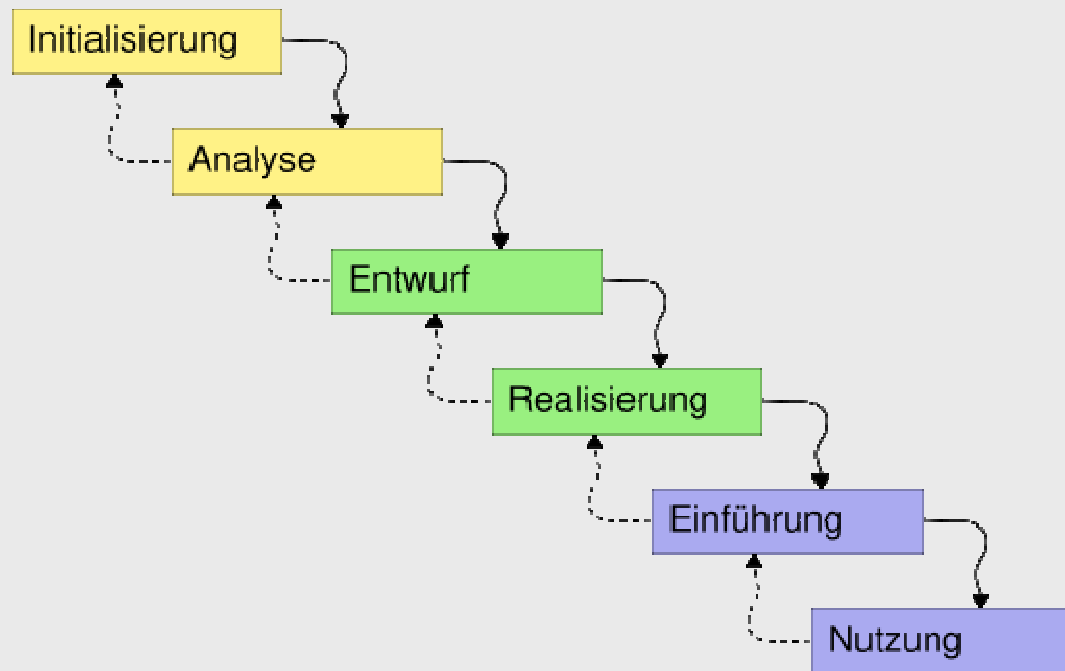 Initialisierung
Analyse
Entwurf
Realisierung
Einführung
Nutzung